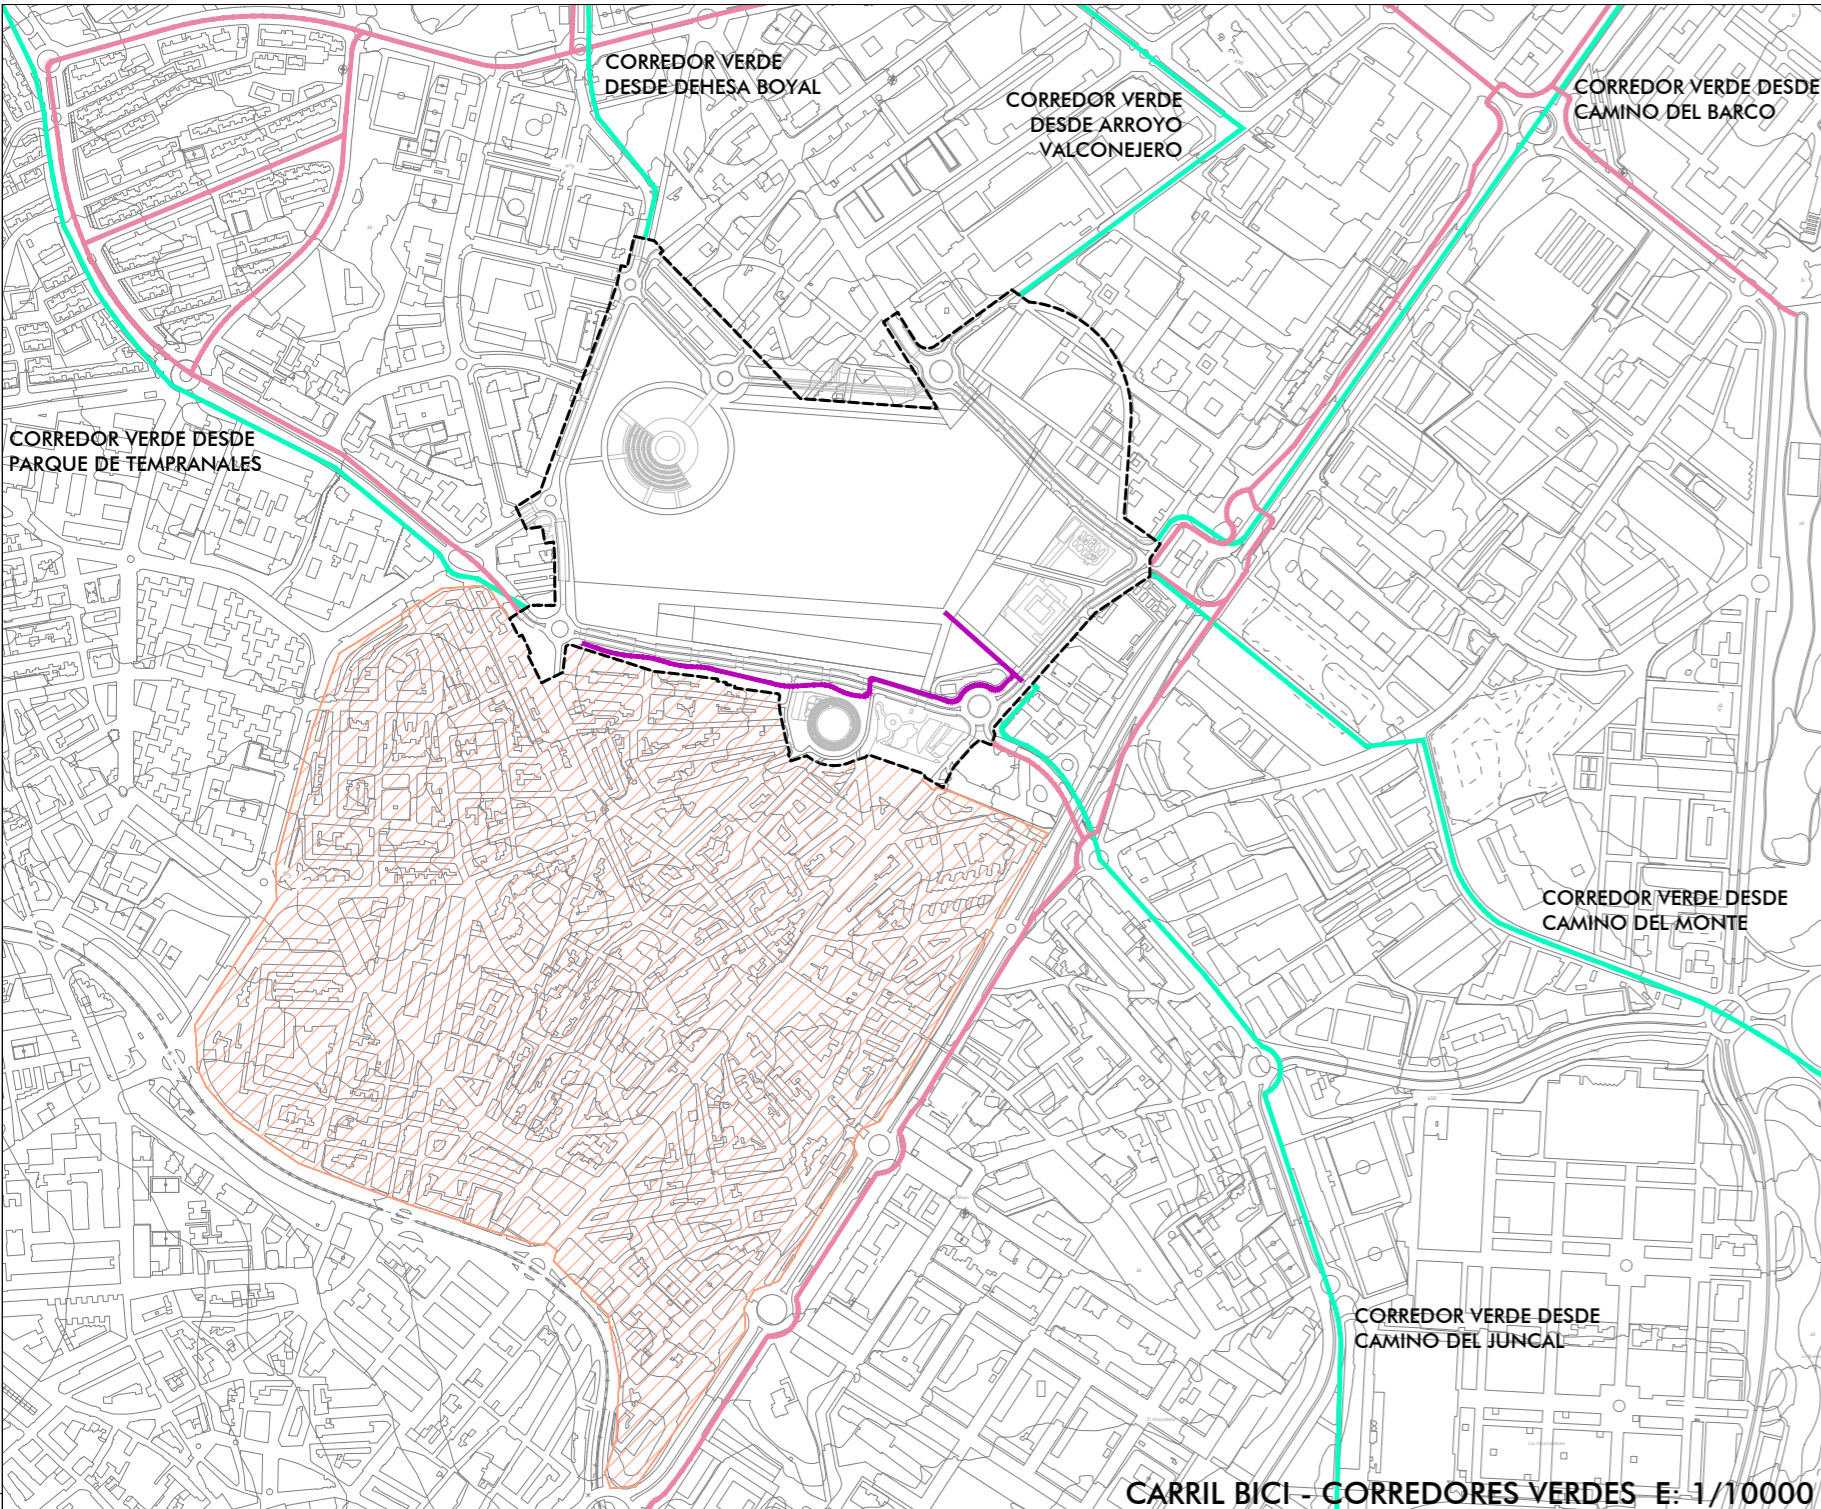 CORREDOR VERDE
DESDE DEHESA BOYAL
CORREDOR VERDE
DESDE ARROYO
VALCONEJERO
CORREDOR VERDE DESDE
CAMINO DEL BARCO
CORREDOR VERDE DESDE
PARQUE DE TEMPRANALES
CORREDOR VERDE DESDE
CAMINO DEL MONTE
CORREDOR VERDE DESDE
CAMINO DEL JUNCAL
CARRIL BICI - CORREDORES VERDES E: 1/10000